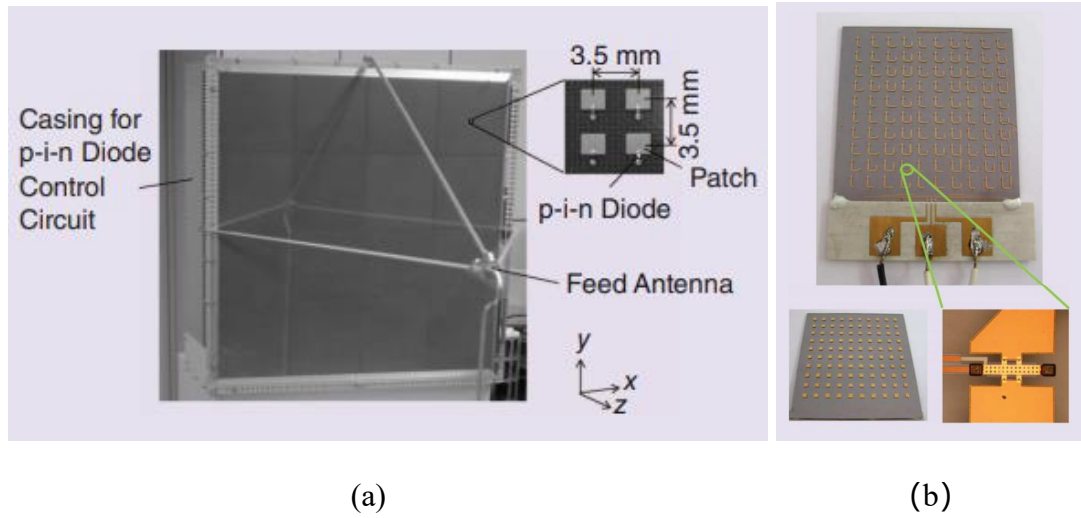 3.5 mm
3.5 mm
Casing for
p-i-n Diode
Control
Circuit
Patch
p-i-n Diode
Feed Antenna
y
x
z
(a)
(b)